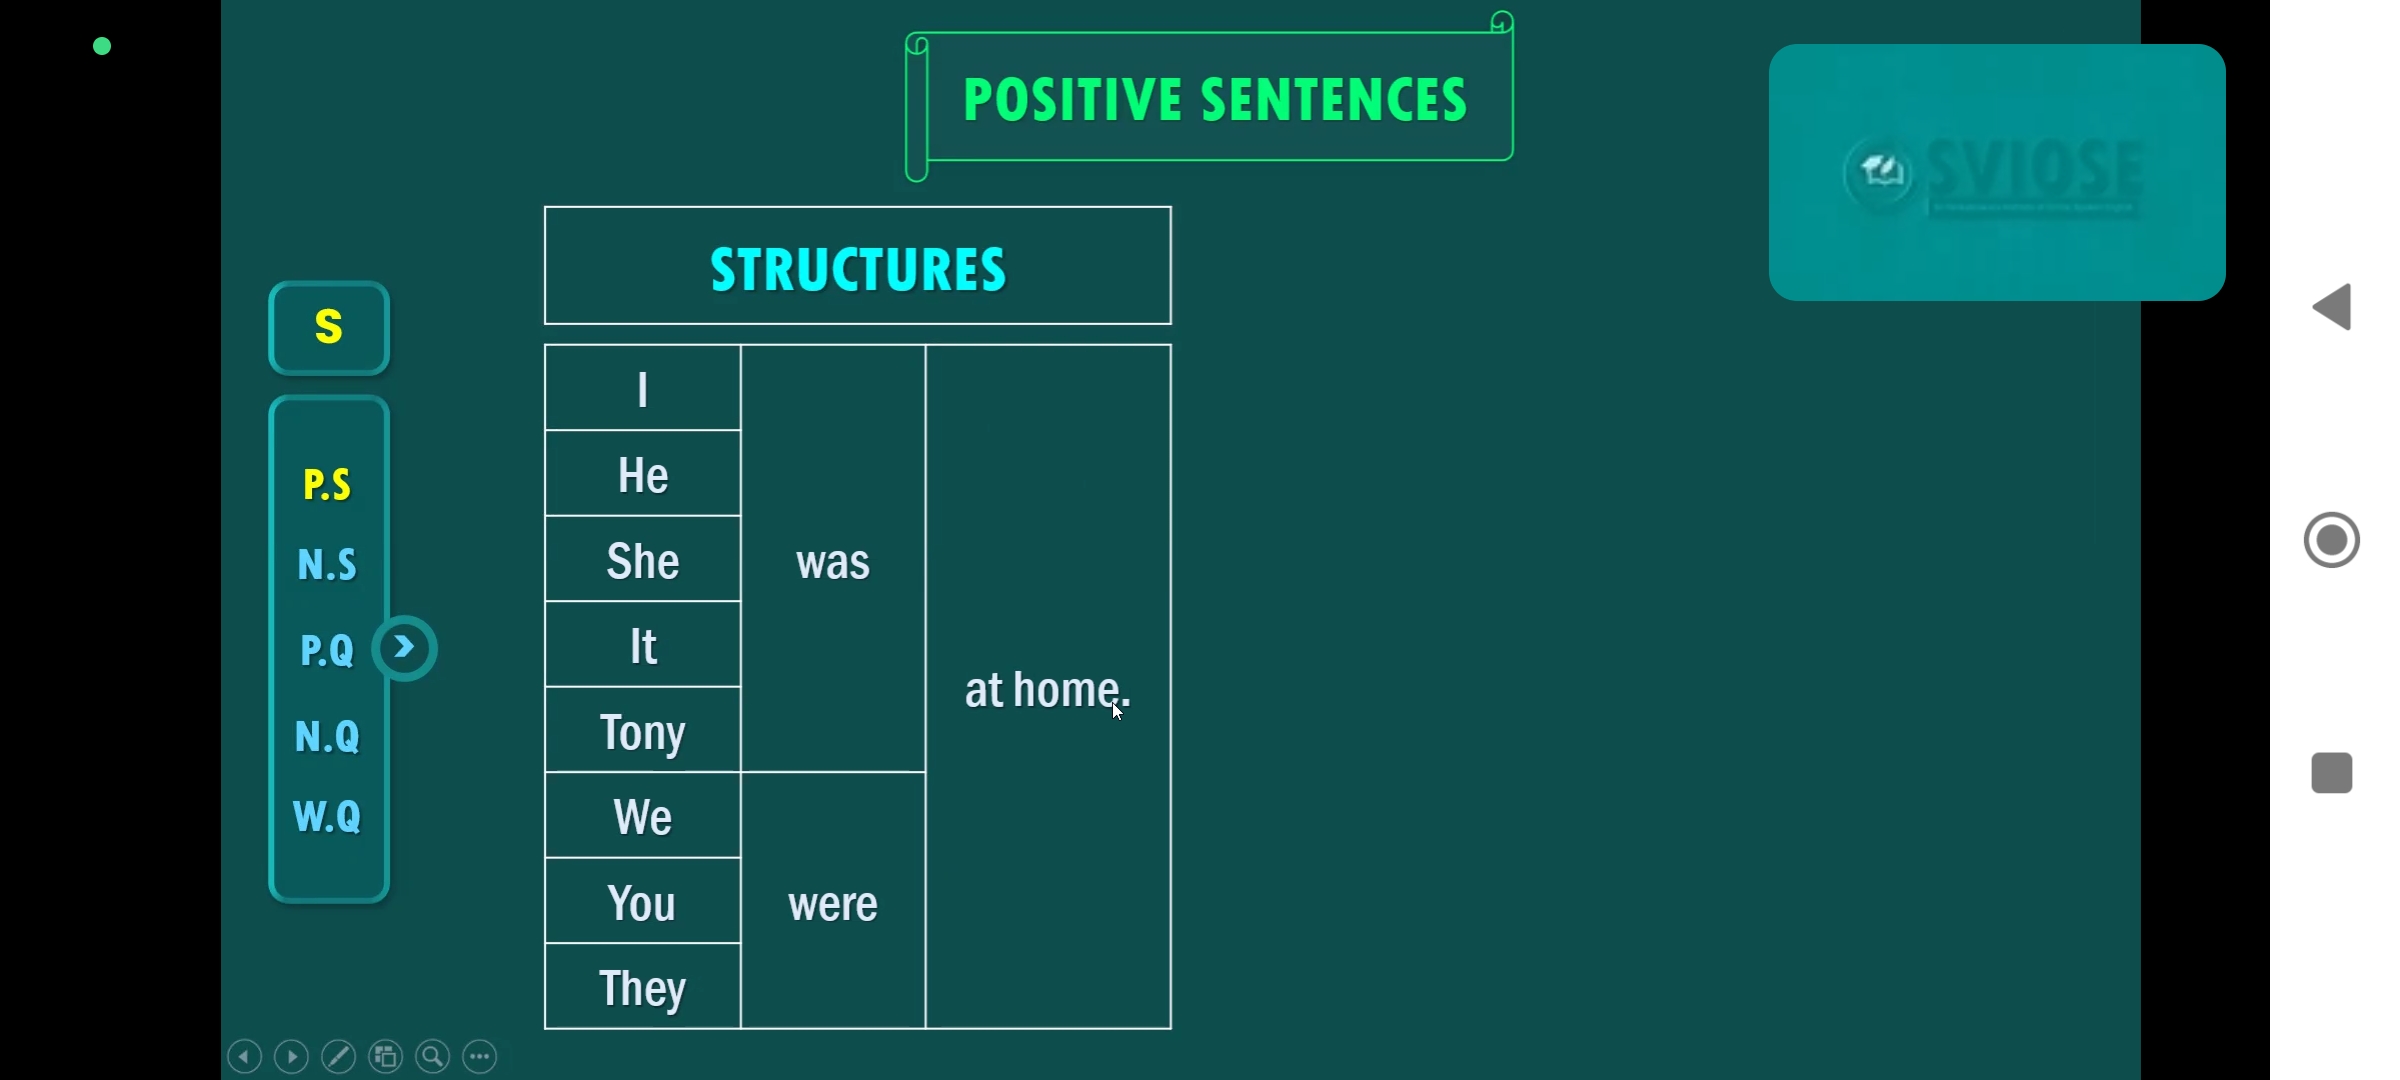 POSITIVE SENTENCES
SVIOSE
STRUCTURES
S
P.S
N.S
P.Q
N.Q
W.Q
I
He
She
It
Tony
We
You
They
was
were
at home.